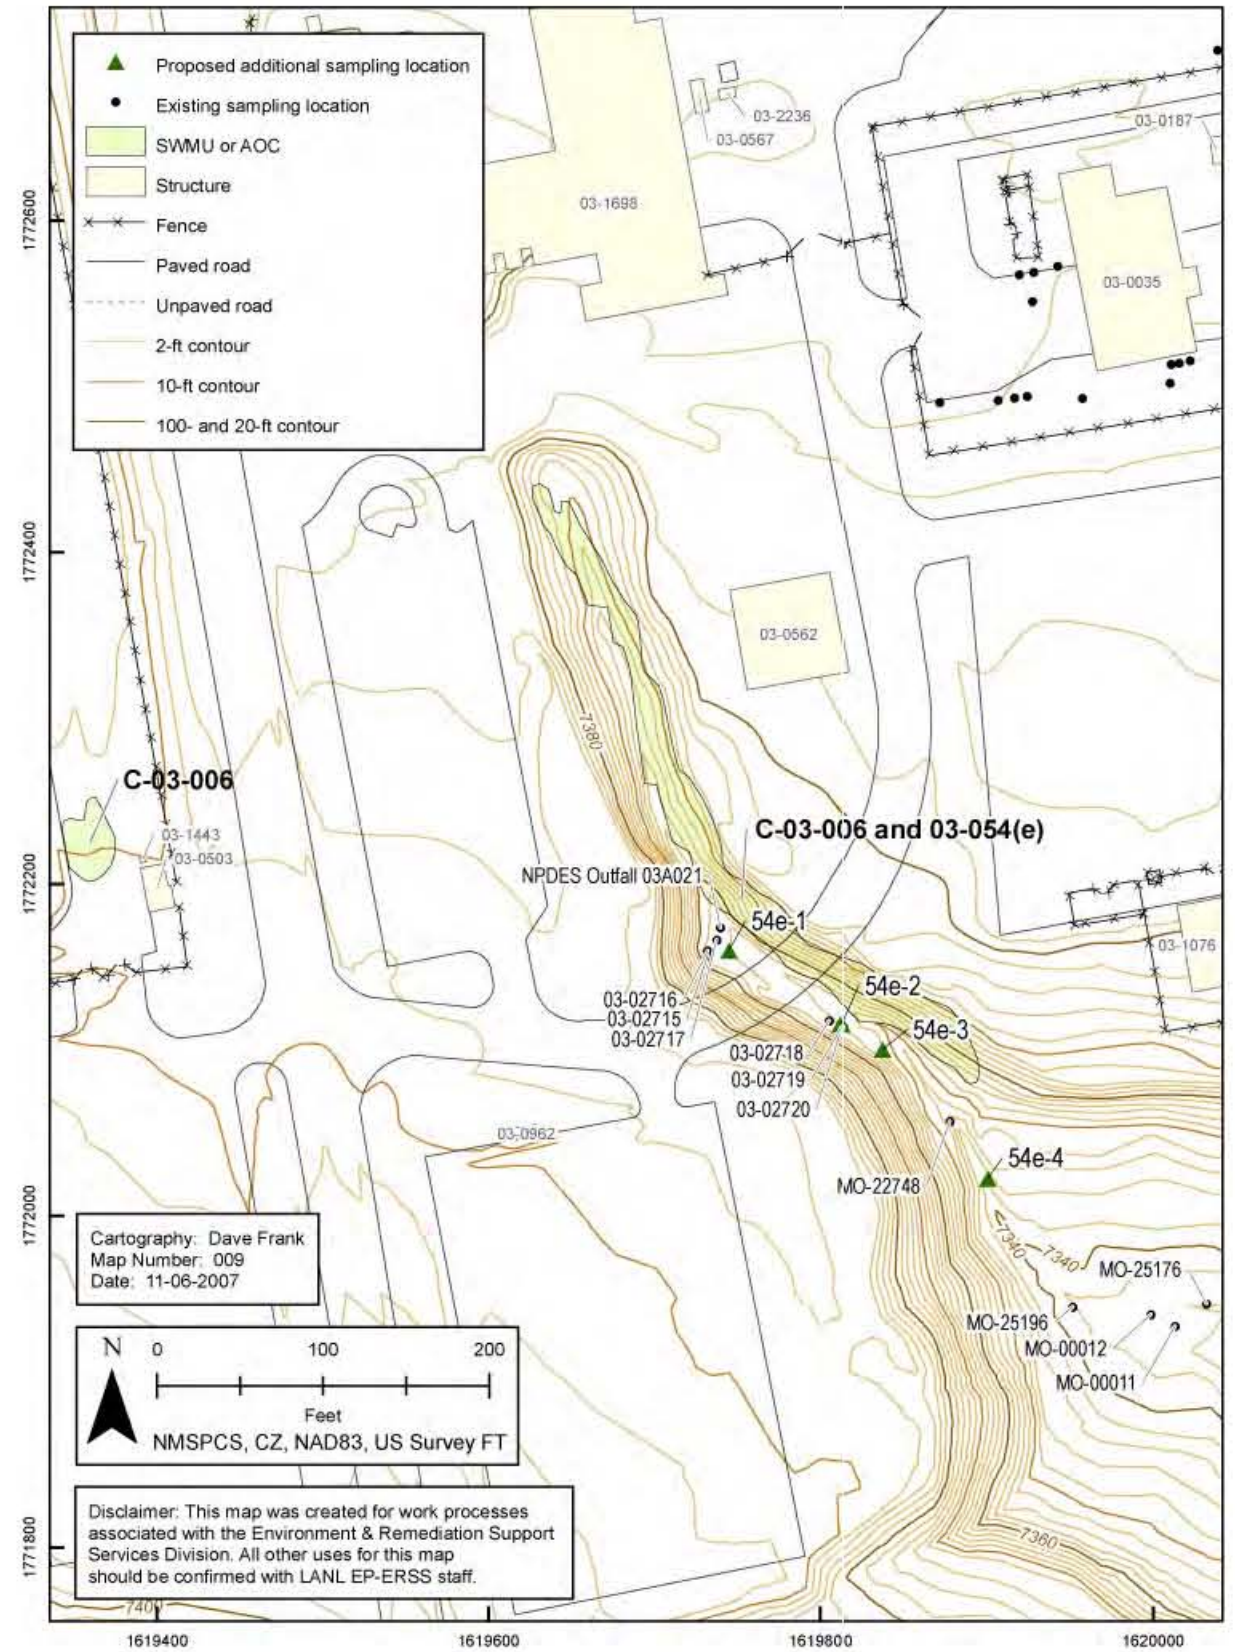 Proposed additional sampling location
Existing sampling location
SWMU or AOC
Structure
Fence
Paved road
Unpaved road
2-ft contour
10-ft contour
100- and 20-ft contour
03-2236
03-0567
03-0187
03-1698
03-0035
1772600
1772400
1772200
1772000
1771800
03-0562
7380
C-03-006
03-1443
03-0503
C-03-006 and 03-054(e)
NPDES Outfall 03A021
54e-1
03-1076
54e-2
03-02716
03-02715
03-02717
54e-3
03-02718
03-02719
03-02720
03-0962
54e-4
MO-22748
7340
7340
MO-25176
MO-25196
MO-00012
MO-00011
Cartography: Dave Frank
Map Number: 009
Date: 11-06-2007
N
0 100 200
Feet
NMSPCS, CZ, NAD83, US Survey FT
Disclaimer: This map was created for work processes
associated with the Environment & Remediation Support
Services Division. All other uses for this map
should be confirmed with LANL EP-ERSS staff.
7360
7400
1619400 1619600 1619800 1620000